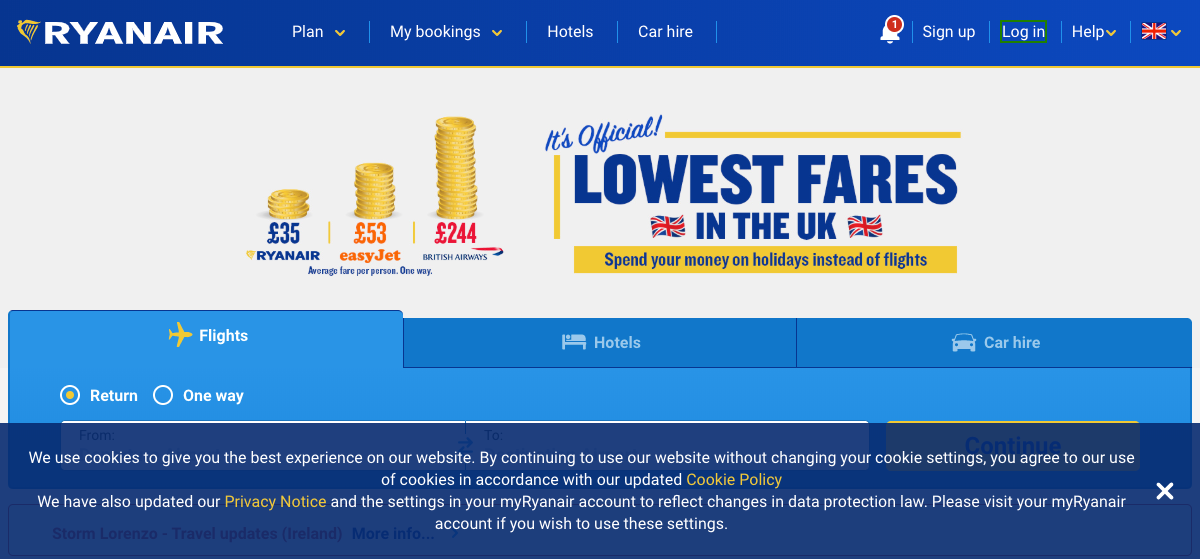 RYANAIR
Plan
My bookings
Hotels
Car hire
1
Sign up
Log in
Help
It's Official!
LOWEST FARES
IN THE UK
Spend your money on holidays instead of flights
£35
£53
£244
RYANAIR
easyJet
BRITISH AIRWAYS
Average fare per person. One way.
Flights
Hotels
Car hire
Return
One way
From:
To:
Continue
We use cookies to give you the best experience on our website. By continuing to use our website without changing your cookie settings, you agree to our use
of cookies in accordance with our updated Cookie Policy
We have also updated our Privacy Notice and the settings in your myRyanair account to reflect changes in data protection law. Please visit your myRyanair
account if you wish to use these settings.
Storm Lorenzo - Travel updates (Ireland) More info...